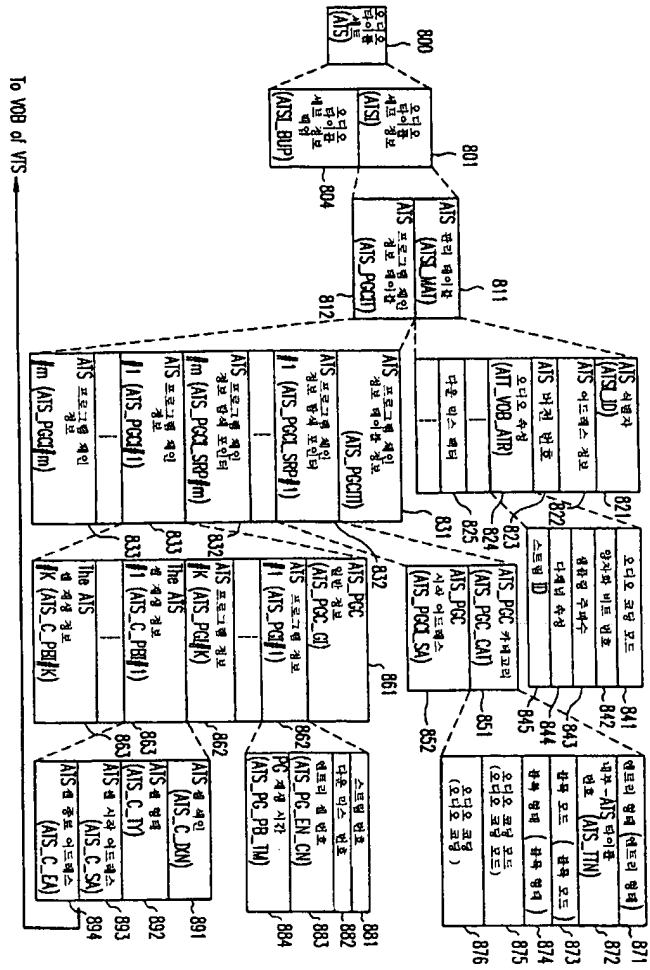 800
오디오
타이틀
세트
(ATS)
801
오디오
타이틀
세트 정보
(ATSI)
오디오
타이틀
세트 정보
백업
(ATSI_BUP)
804
811
ATS 관리 테이블
(ATSI_MAT)
ATS 프로그램 체인
정보 테이블
(ATS_PGCIT)
812
821
ATS 식별자
(ATSI_ID)
ATS 어드레스 정보
822
ATS 버전 번호
823
오디오 속성
(ATT_VOB_ATR)
824
다운 믹스 팩터
825
831
ATS 프로그램 체인
정보 테이블 정보
(ATS_PGCITI)
832
ATS 프로그램 체인
정보 탐색 포인터
#1 (ATS_PGCI_SRP#1)
ATS 프로그램 체인
정보 탐색 포인터
#m (ATS_PGCI_SRP#m)
832
ATS 프로그램 체인
정보
#1 (ATS_PGCI#1)
833
ATS 프로그램 체인
정보
#m (ATS_PGCI#m)
833
오디오 코딩 모드
841
양자화 비트 번호
842
샘플링 주파수
843
다채널 속성
844
스트림 ID
845
ATS_PGC 카테고리
(ATS_PGC_CAT)
851
ATS_PGC
시작 어드레스
(ATS_PGCI_SA)
852
861
ATS_PGC
일반 정보
(ATS_PGC_GI)
ATS 프로그램 정보
#1 (ATS_PGI#1)
862
ATS 프로그램 정보
#K (ATS_PGI#K)
862
The ATS
셀 재생 정보
#1 (ATS_C_PBI#1)
863
The ATS
셀 재생 정보
#K (ATS_C_PBI#K)
863
엔트리 형태 (엔트리 형태)
871
내부-ATS 타이틀
번호
(ATS_TTN)
872
블록 모드 (블록 모드)
873
블록 형태 (블록 형태)
874
오디오 코딩 모드
(오디오 코딩 모드)
875
오디오 코딩
(오디오 코딩)
876
스트림 번호
881
다운 믹스 번호
882
엔트리 셀 번호
(ATS_PG_EN_CN)
883
PG 재생 시간
(ATS_PG_PB_TM)
884
ATS 셀 체인
(ATS_C_IXN)
891
ATS 셀 형태
(ATS_C_TY)
892
ATS 셀 시작 어드레스
(ATS_C_SA)
893
ATS 셀 종료 어드레스
(ATS_C_EA)
894
To VOB of VTS